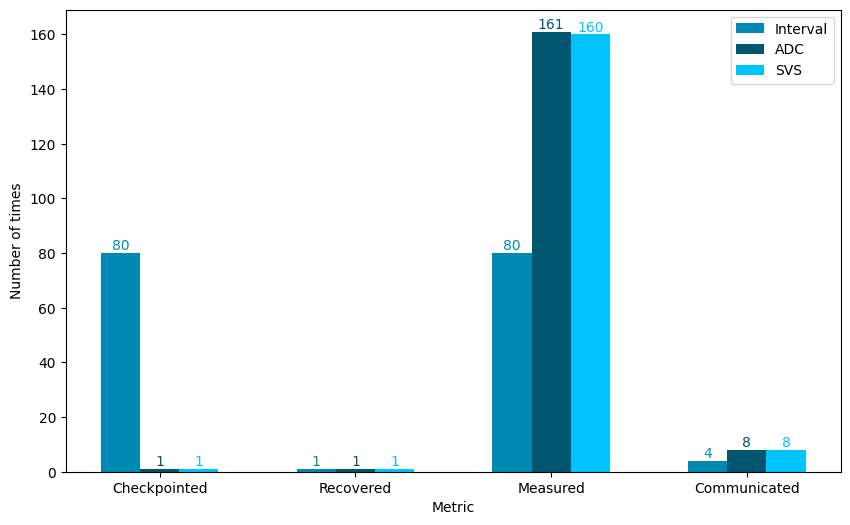 Number of times
160
140
120
100
80
60
40
20
0
80
1
1
1
1
1
80
161
160
4
8
8
Interval
ADC
SVS
Checkpointed
Recovered
Measured
Communicated
Metric